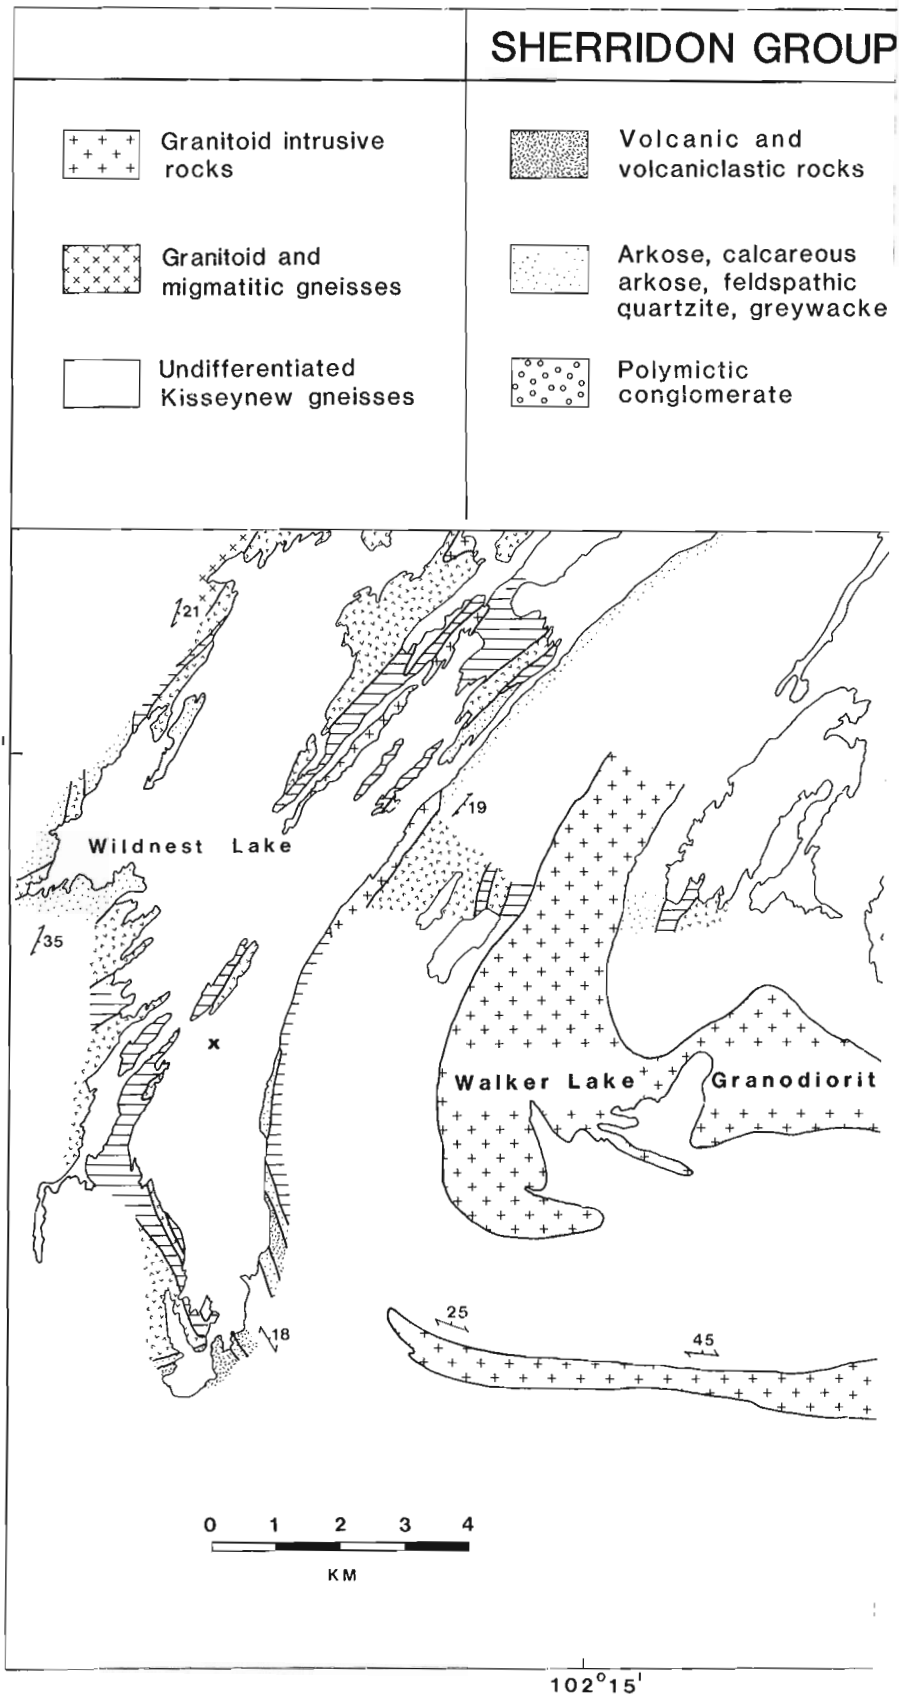 SHERRIDON GROUP
Granitoid intrusive
rocks
Granitoid and
migmatitic gneisses
Undifferentiated
Kisseynew gneisses
Volcanic and
volcaniclastic rocks
Arkose, calcareous
arkose, feldspathic
quartzite, greywacke
Polymictic
conglomerate
21
19
Wildnest Lake
35
x
Walker Lake Granodiorit
25
18
45
0 1 2 3 4
KM
102°15'